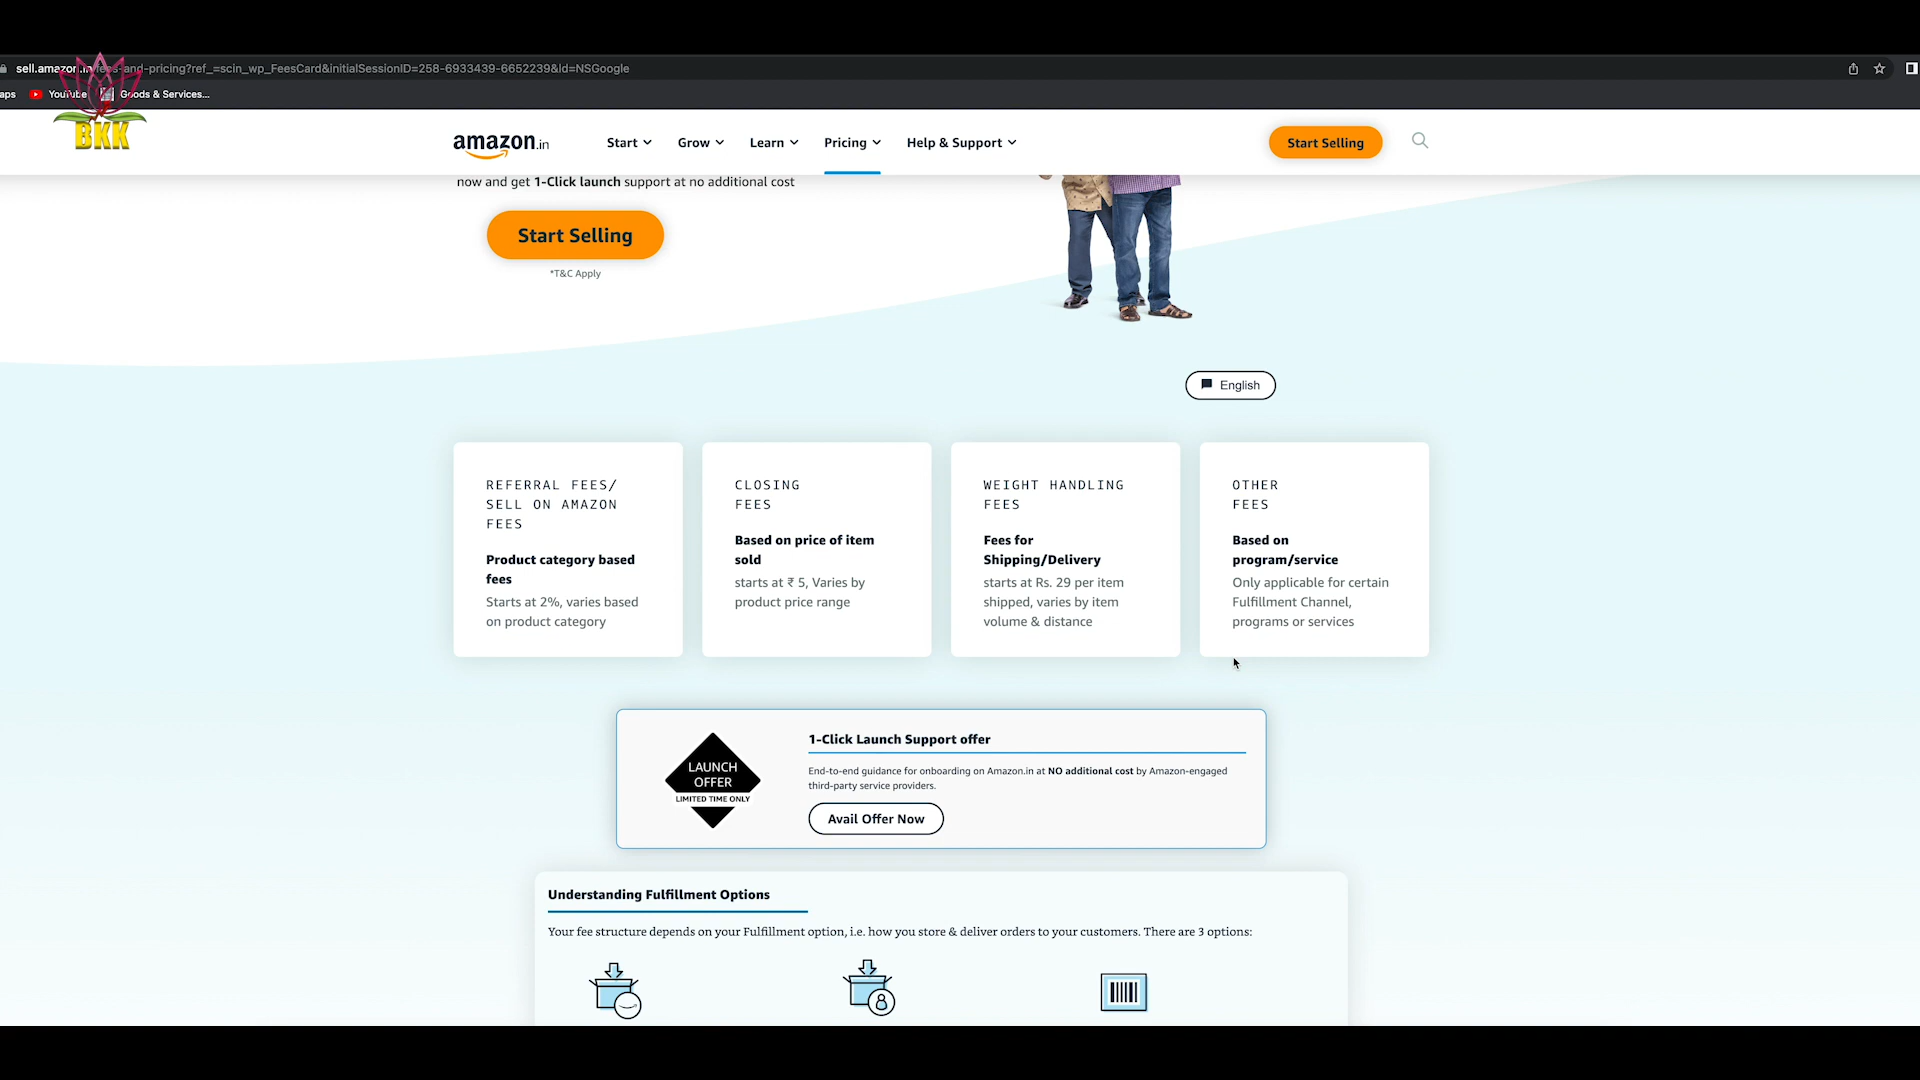 sell.amazon.in/fees-and-pricing?ref_=scin_wp_FeesCard&initialSessionID=258-6933439-6652239&ld=NSGoogle
aps YouTube Goods & Services...
BKK
amazon.in Start Grow Learn Pricing Help & Support Start Selling
now and get 1-Click launch support at no additional cost
Start Selling
*T&C Apply
English
REFERRAL FEES/
SELL ON AMAZON
FEES
Product category based
fees
Starts at 2%, varies based
on product category
CLOSING
FEES
Based on price of item
sold
starts at ₹ 5, Varies by
product price range
WEIGHT HANDLING
FEES
Fees for
Shipping/Delivery
starts at Rs. 29 per item
shipped, varies by item
volume & distance
OTHER
FEES
Based on
program/service
Only applicable for certain
Fulfillment Channel,
programs or services
LAUNCH
OFFER
LIMITED TIME ONLY
1-Click Launch Support offer
End-to-end guidance for onboarding on Amazon.in at NO additional cost by Amazon-engaged
third-party service providers.
Avail Offer Now
Understanding Fulfillment Options
Your fee structure depends on your Fulfillment option, i.e. how you store & deliver orders to your customers. There are 3 options: